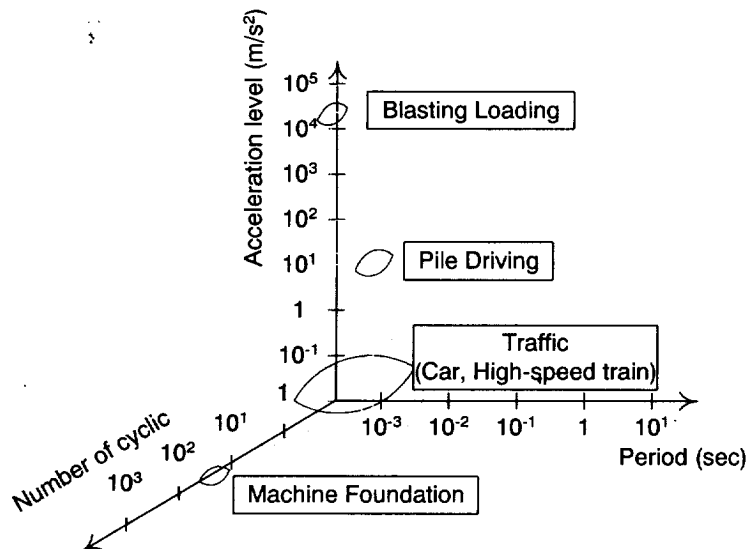 Acceleration level (m/s²)
10⁵
10⁴
10³
10²
10¹
1
10⁻¹
Blasting Loading
Pile Driving
Traffic
(Car, High-speed train)
1
10¹
10²
10³
Number of cyclic
10⁻³
10⁻²
10⁻¹
1
10¹
Period (sec)
Machine Foundation